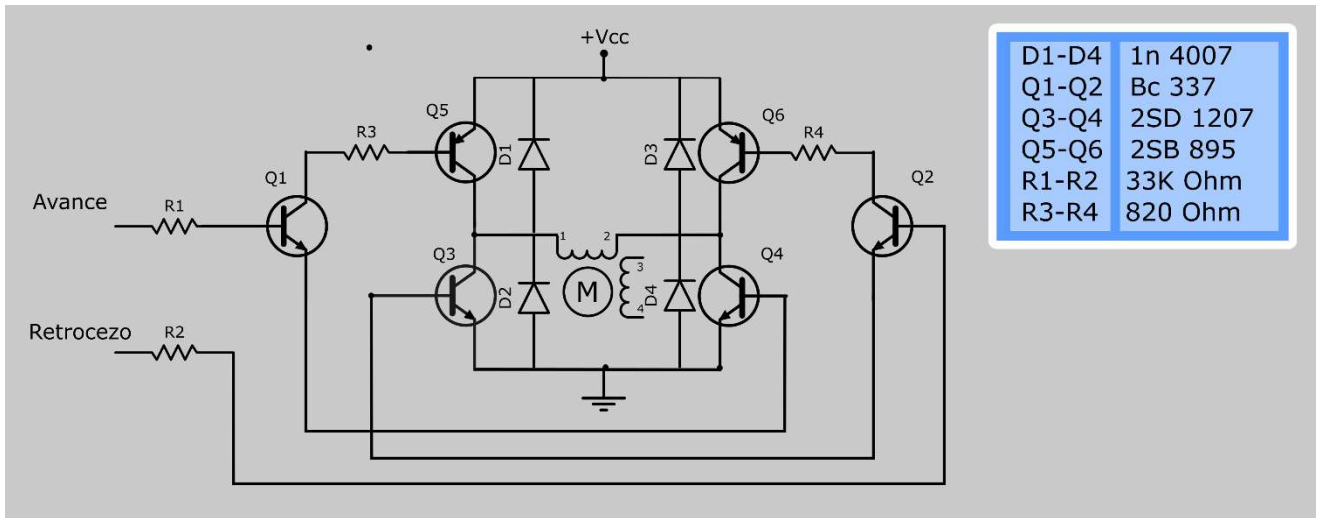 +Vcc
Q5
Q6
R3
D1
D3
R4
Q1
Q2
Avance
R1
1
2
Q3
Q4
3
D2
M
D4
4
Retrocezo
R2
D1-D4 1n 4007
Q1-Q2 Bc 337
Q3-Q4 2SD 1207
Q5-Q6 2SB 895
R1-R2 33K Ohm
R3-R4 820 Ohm